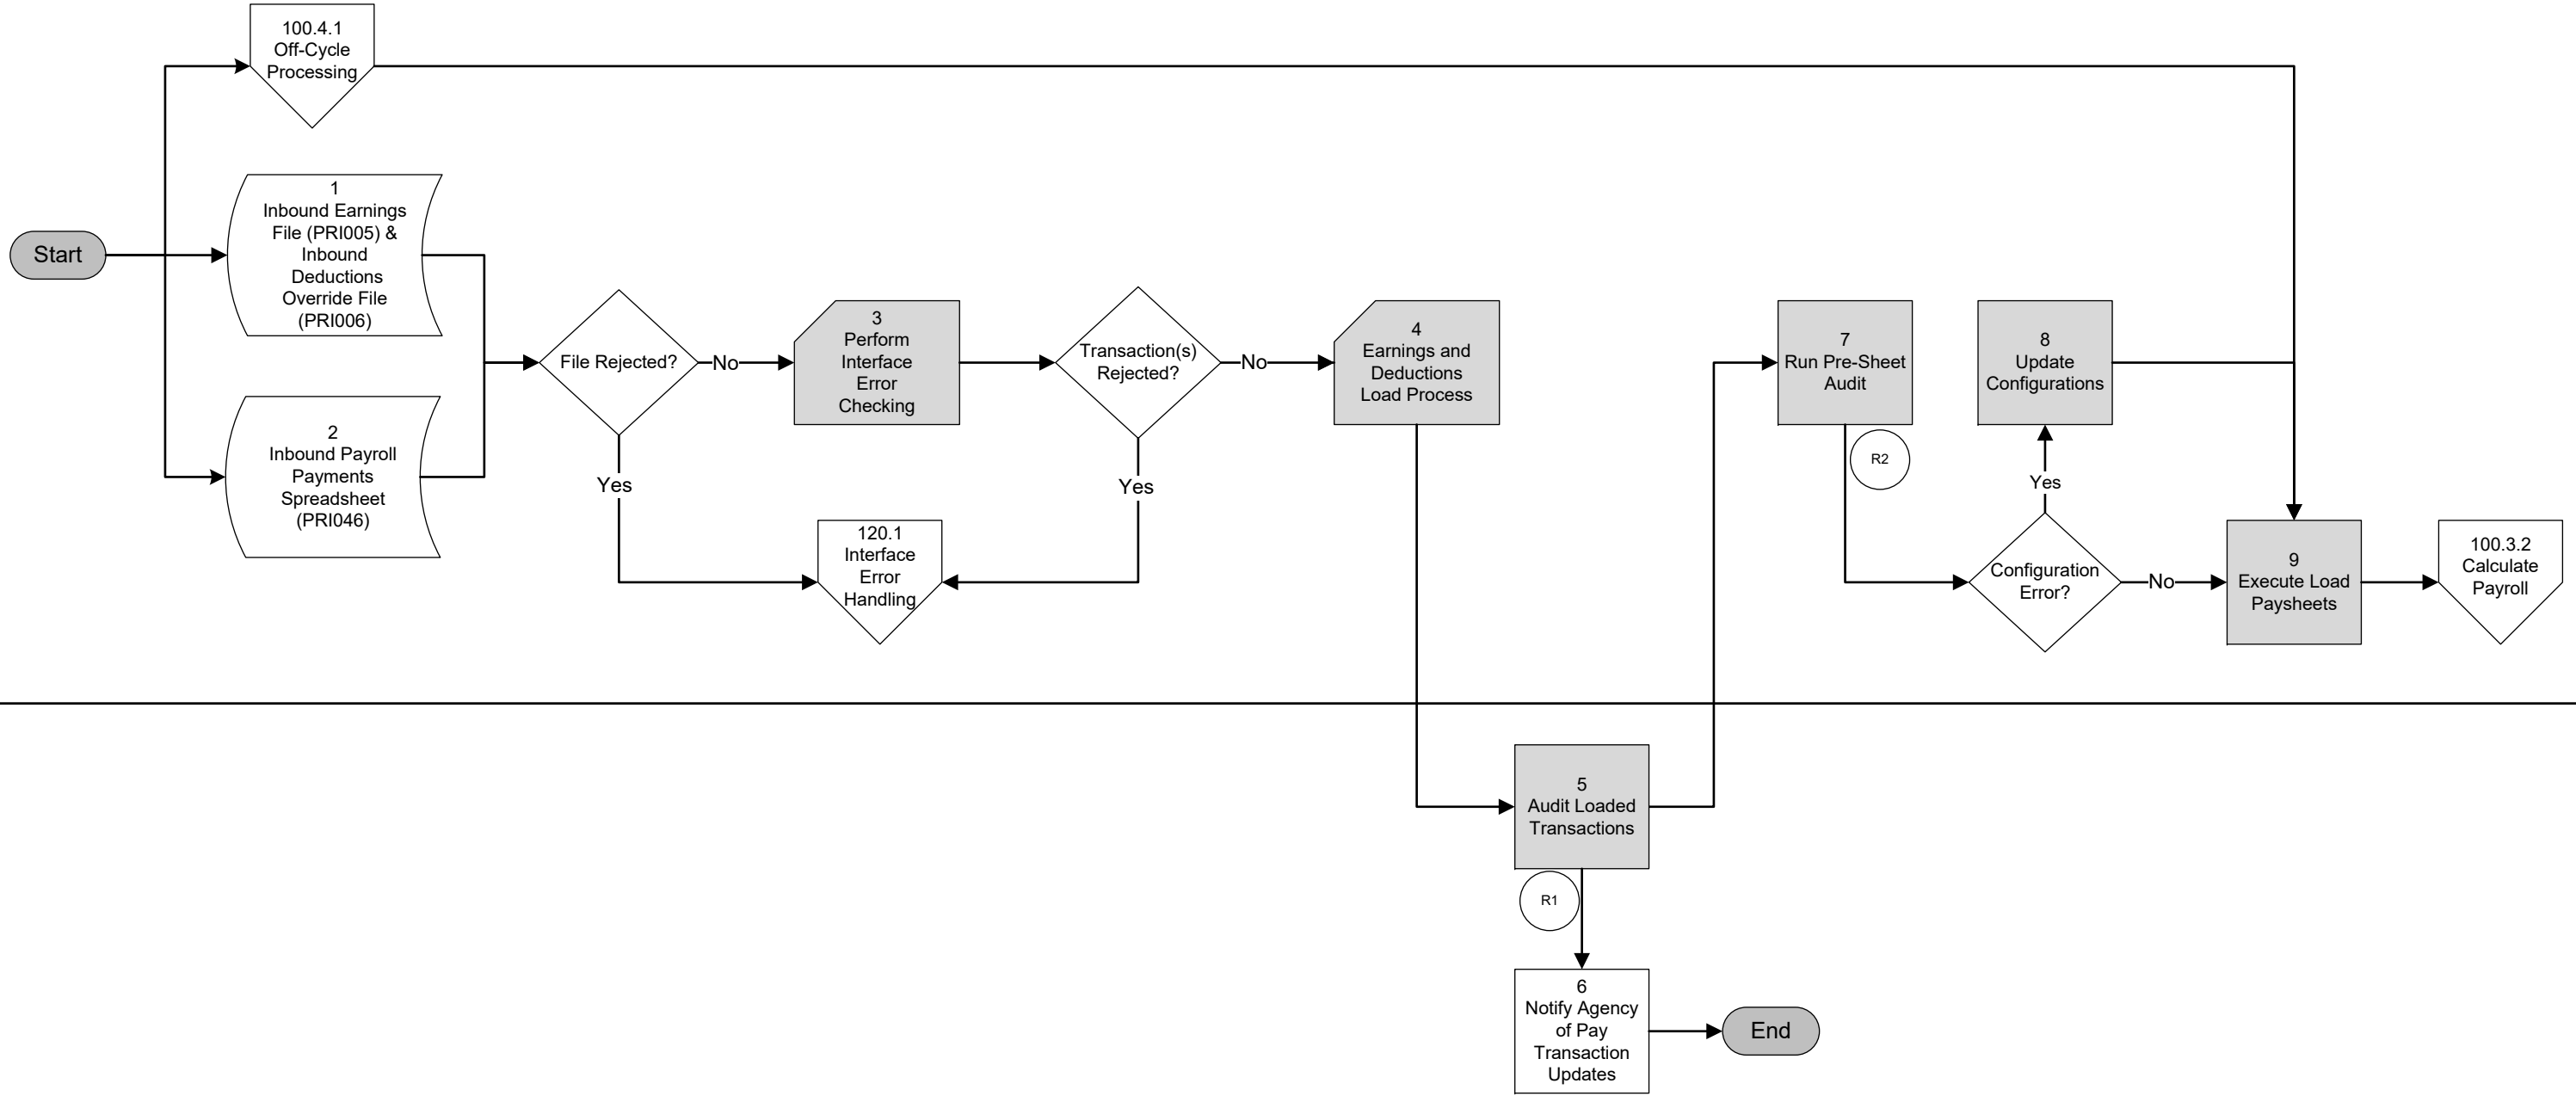 100.4.1
Off-Cycle
Processing
Start
1
Inbound Earnings
File (PRI005) &
Inbound
Deductions
Override File
(PRI006)
2
Inbound Payroll
Payments
Spreadsheet
(PRI046)
File Rejected?
No
Yes
3
Perform
Interface
Error
Checking
120.1
Interface
Error
Handling
Transaction(s)
Rejected?
No
Yes
4
Earnings and
Deductions
Load Process
5
Audit Loaded
Transactions
R1
6
Notify Agency
of Pay
Transaction
Updates
End
7
Run Pre-Sheet
Audit
R2
8
Update
Configurations
Yes
Configuration
Error?
No
9
Execute Load
Paysheets
100.3.2
Calculate
Payroll